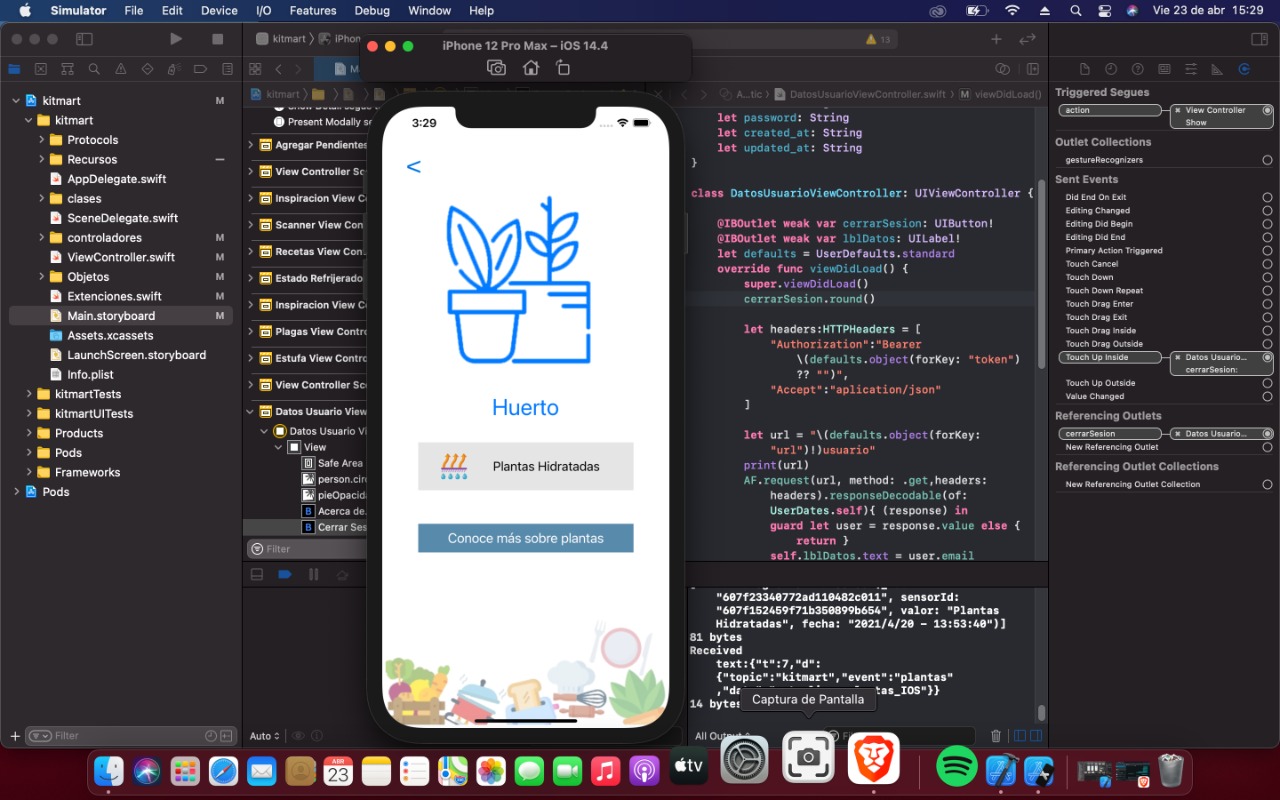 Simulator File Edit Device I/O Features Debug Window Help
Vie 23 de abr 15:29
kitmart
iPhon
iPhone 12 Pro Max – iOS 14.4
13
kitmart M
kitmart
Protocols
Recursos
AppDelegate.swift
clases
SceneDelegate.swift
controladores M
ViewController.swift M
Objetos M
Extenciones.swift M
Main.storyboard M
Assets.xcassets
LaunchScreen.storyboard
Info.plist
kitmartTests
kitmartUITests
Products
Pods
Frameworks
Pods
Filter
kitmart
Present Modally se
Agregar Pendientes
View Controller Sc
Inspiracion View C
Scanner View Con
Recetas View Con
Estado Refrijerado
Inspiracion View C
Plagas View Contro
Estufa View Contro
View Controller Sc
Datos Usuario View
Datos Usuario Vi
View
Safe Area
person.circ
pieOpacida
Acerca de.
Cerrar Ses
Filter
Auto
3:29
<
Huerto
Plantas Hidratadas
Conoce más sobre plantas
A...tic DatosUsuarioViewController.swift M viewDidLoad()
let password: String
let created_at: String
let updated_at: String
}
class DatosUsuarioViewController: UIViewController {
@IBOutlet weak var cerrarSesion: UIButton!
@IBOutlet weak var lblDatos: UILabel!
let defaults = UserDefaults.standard
override func viewDidLoad() {
super.viewDidLoad()
cerrarSesion.round()
let headers:HTTPHeaders = [
"Authorization":"Bearer
\(defaults.object(forKey: "token")
?? "")",
"Accept":"aplication/json"
]
let url = "\(defaults.object(forKey:
"url")!)usuario"
print(url)
AF.request(url, method: .get,headers:
headers).responseDecodable(of:
UserDates.self){ (response) in
guard let user = response.value else {
return }
self.lblDatos.text = user.email
"607f23340772ad110482c011", sensorId:
"607f152459f71b350899b654", valor: "Plantas
Hidratadas", fecha: "2021/4/20 - 13:53:40")]
81 bytes
Received
text:{"t":7,"d":
{"topic":"kitmart","event":"plantas"
14 bytes
Captura de Pantalla
All Output
Triggered Segues
action
View Controller
Show
Outlet Collections
gestureRecognizers
Sent Events
Did End On Exit
Editing Changed
Editing Did Begin
Editing Did End
Primary Action Triggered
Touch Cancel
Touch Down
Touch Down Repeat
Touch Drag Enter
Touch Drag Exit
Touch Drag Inside
Touch Drag Outside
Touch Up Inside
Datos Usuario...
cerrarSesion:
Touch Up Outside
Value Changed
Referencing Outlets
cerrarSesion
Datos Usuario...
New Referencing Outlet
Referencing Outlet Collections
New Referencing Outlet Collection
ABR
23
tv